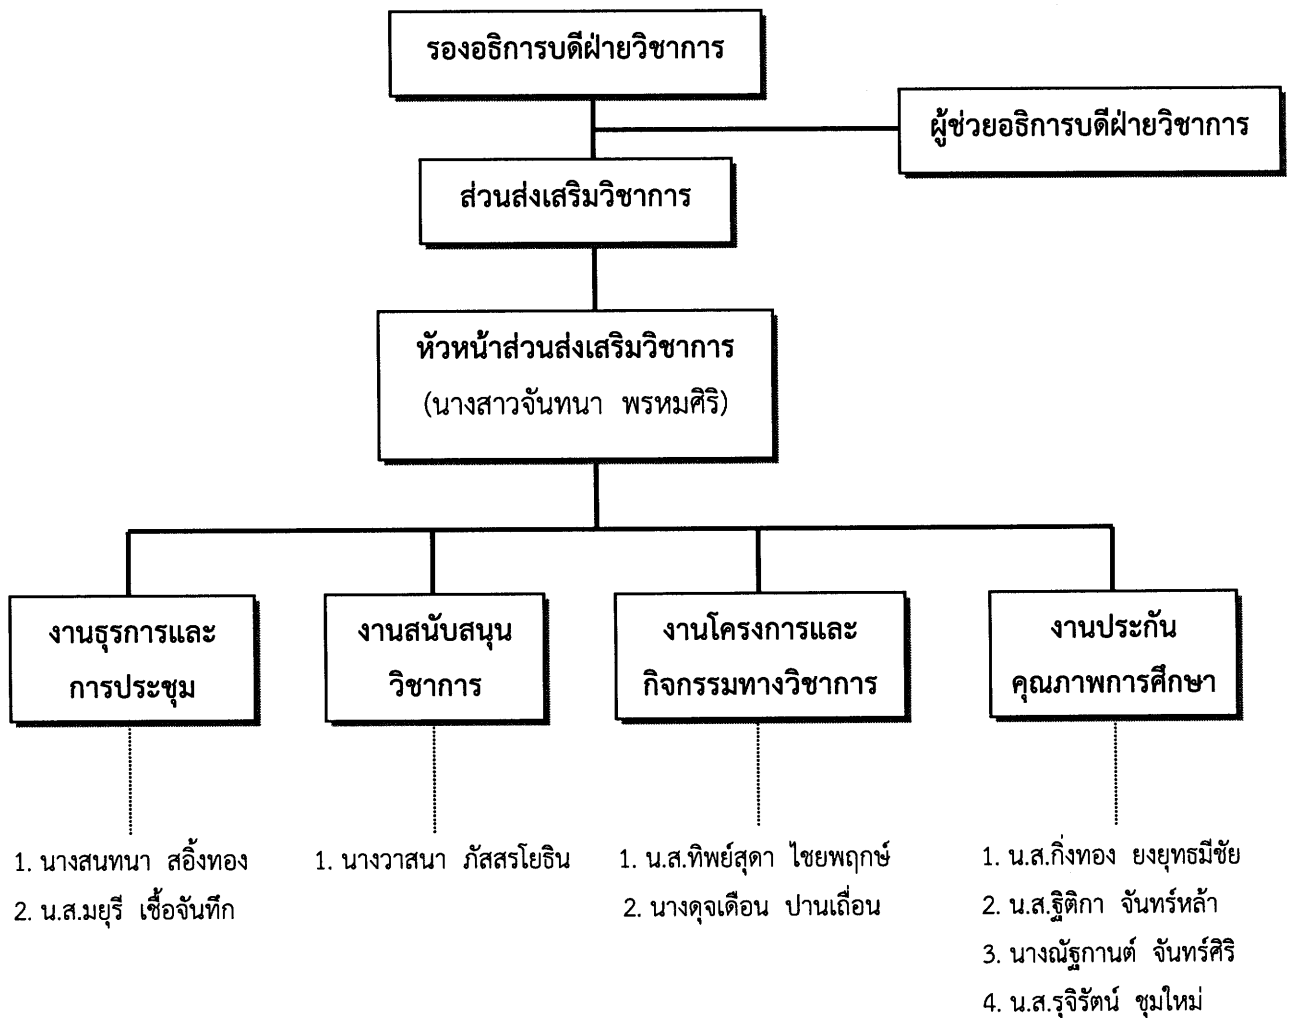 รองอธิการบดีฝ่ายวิชาการ
ผู้ช่วยอธิการบดีฝ่ายวิชาการ
ส่วนส่งเสริมวิชาการ
หัวหน้าส่วนส่งเสริมวิชาการ
(นางสาวจันทนา พรหมศิริ)
งานธุรการและ
การประชุม
งานสนับสนุน
วิชาการ
งานโครงการและ
กิจกรรมทางวิชาการ
งานประกัน
คุณภาพการศึกษา
1. นางสนทนา สอิ้งทอง
2. น.ส.มยุรี เชื้อจันทึก
1. นางวาสนา ภัสสรโยธิน
1. น.ส.ทิพย์สุดา ไชยพฤกษ์
2. นางดุจเดือน ปานเถื่อน
1. น.ส.กิ่งทอง ยงยุทธมีชัย
2. น.ส.ฐิติกา จันทร์หล้า
3. นางณัฐกานต์ จันทร์ศิริ
4. น.ส.รุจิรัตน์ ชุมใหม่